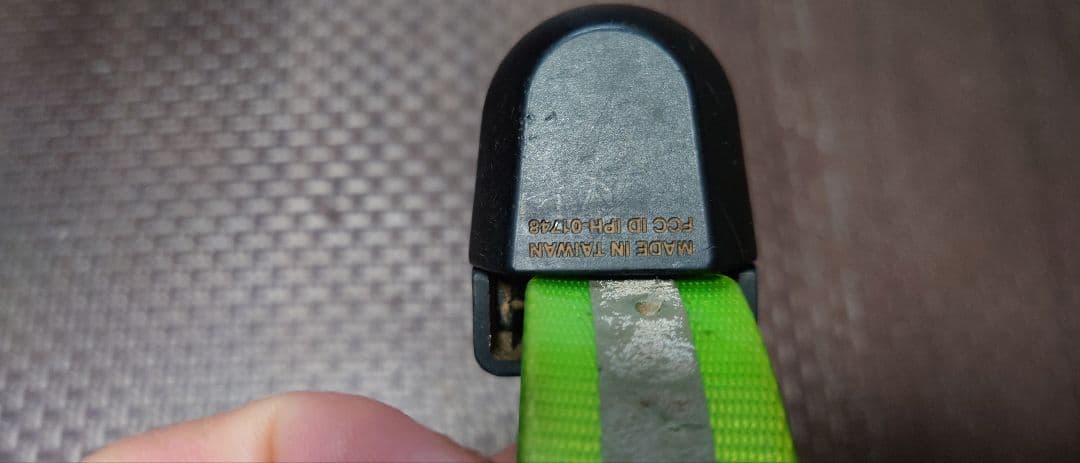 MADE IN TAIWAN
FCC ID IPH-01748